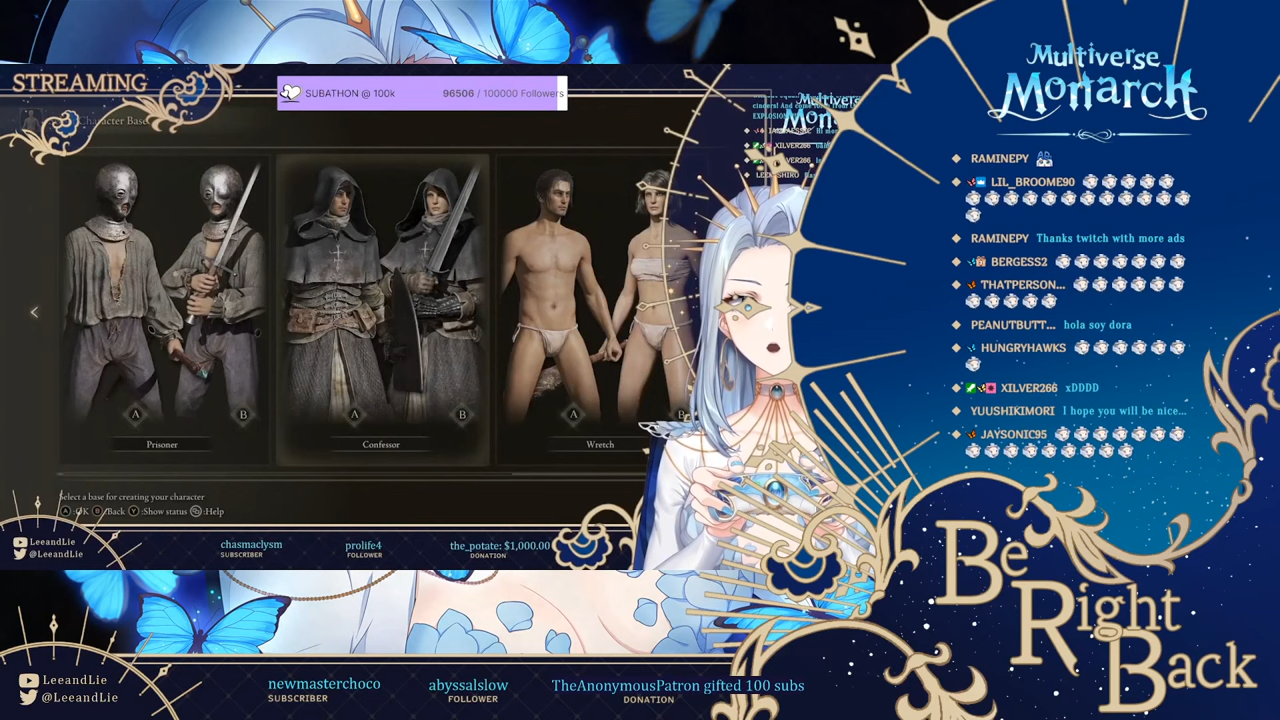 STREAMING
SUBATHON @ 100k 96506 / 100000 Followers
Character Base
Multiverse
Monarch
Prisoner
Confessor
Wretch
A
B
A
B
A
B
Select a base for creating your character
A :OK B :Back Y :Show status :Help
LeeandLie
@LeeandLie
chasmaclysm
SUBSCRIBER
prolife4
FOLLOWER
the_potate: $1,000.00
DONATION
Multiverse
Monarch
RAMINEPY
LIL_BROOME90
RAMINEPY Thanks twitch with more ads
BERGESS2
THATPERSON...
PEANUTBUTT... hola soy dora
HUNGRYHAWKS
XILVER266 xDDDD
YUUSHIKIMORI I hope you will be nice...
JAYSONIC95
Be
Right
Back
LeeandLie
@LeeandLie
newmasterchoco
SUBSCRIBER
abyssalslow
FOLLOWER
TheAnonymousPatron gifted 100 subs
DONATION